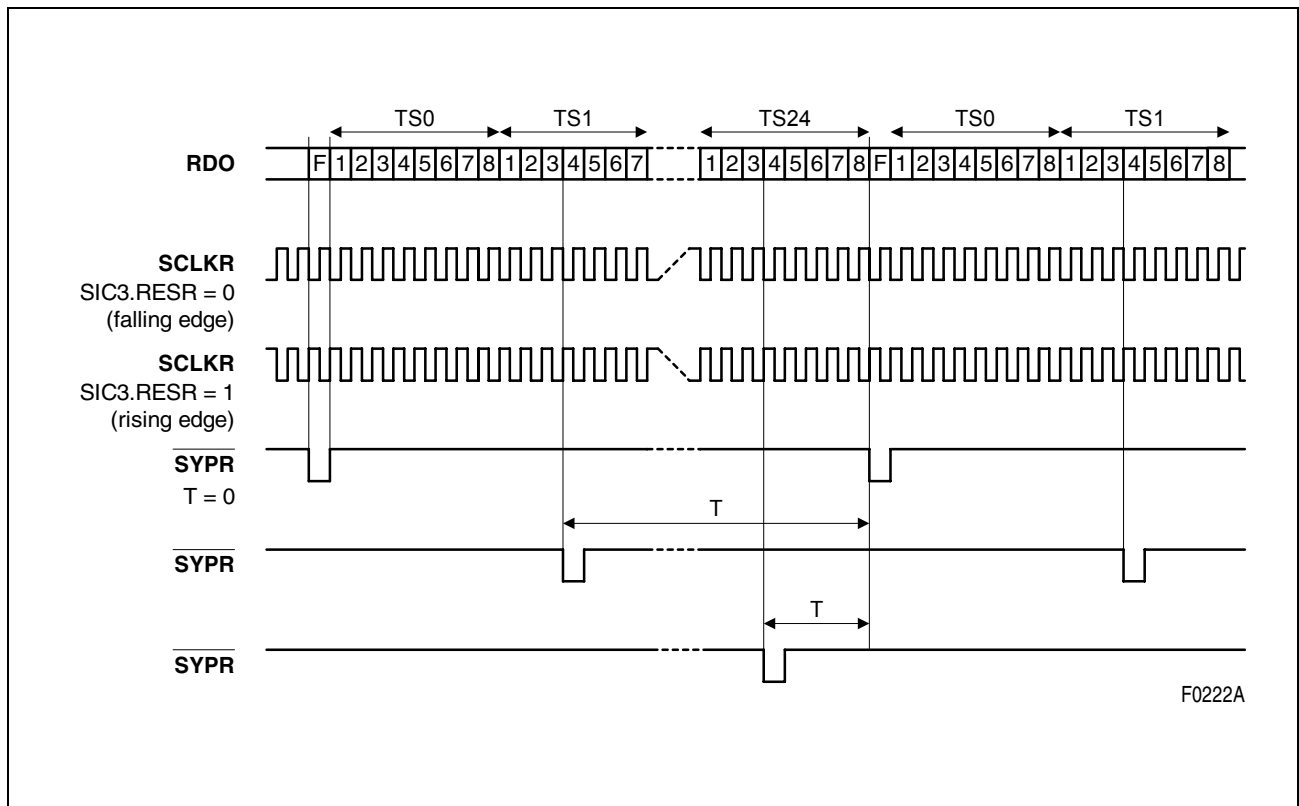 TS0 TS1 TS24 TS0 TS1
RDO F 1 2 3 4 5 6 7 8 1 2 3 4 5 6 7 1 2 3 4 5 6 7 8 F 1 2 3 4 5 6 7 8 1 2 3 4 5 6 7 8
SCLKR
SIC3.RESR = 0
(falling edge)
SCLKR
SIC3.RESR = 1
(rising edge)
SYPR
T = 0
T
SYPR
T
SYPR
F0222A